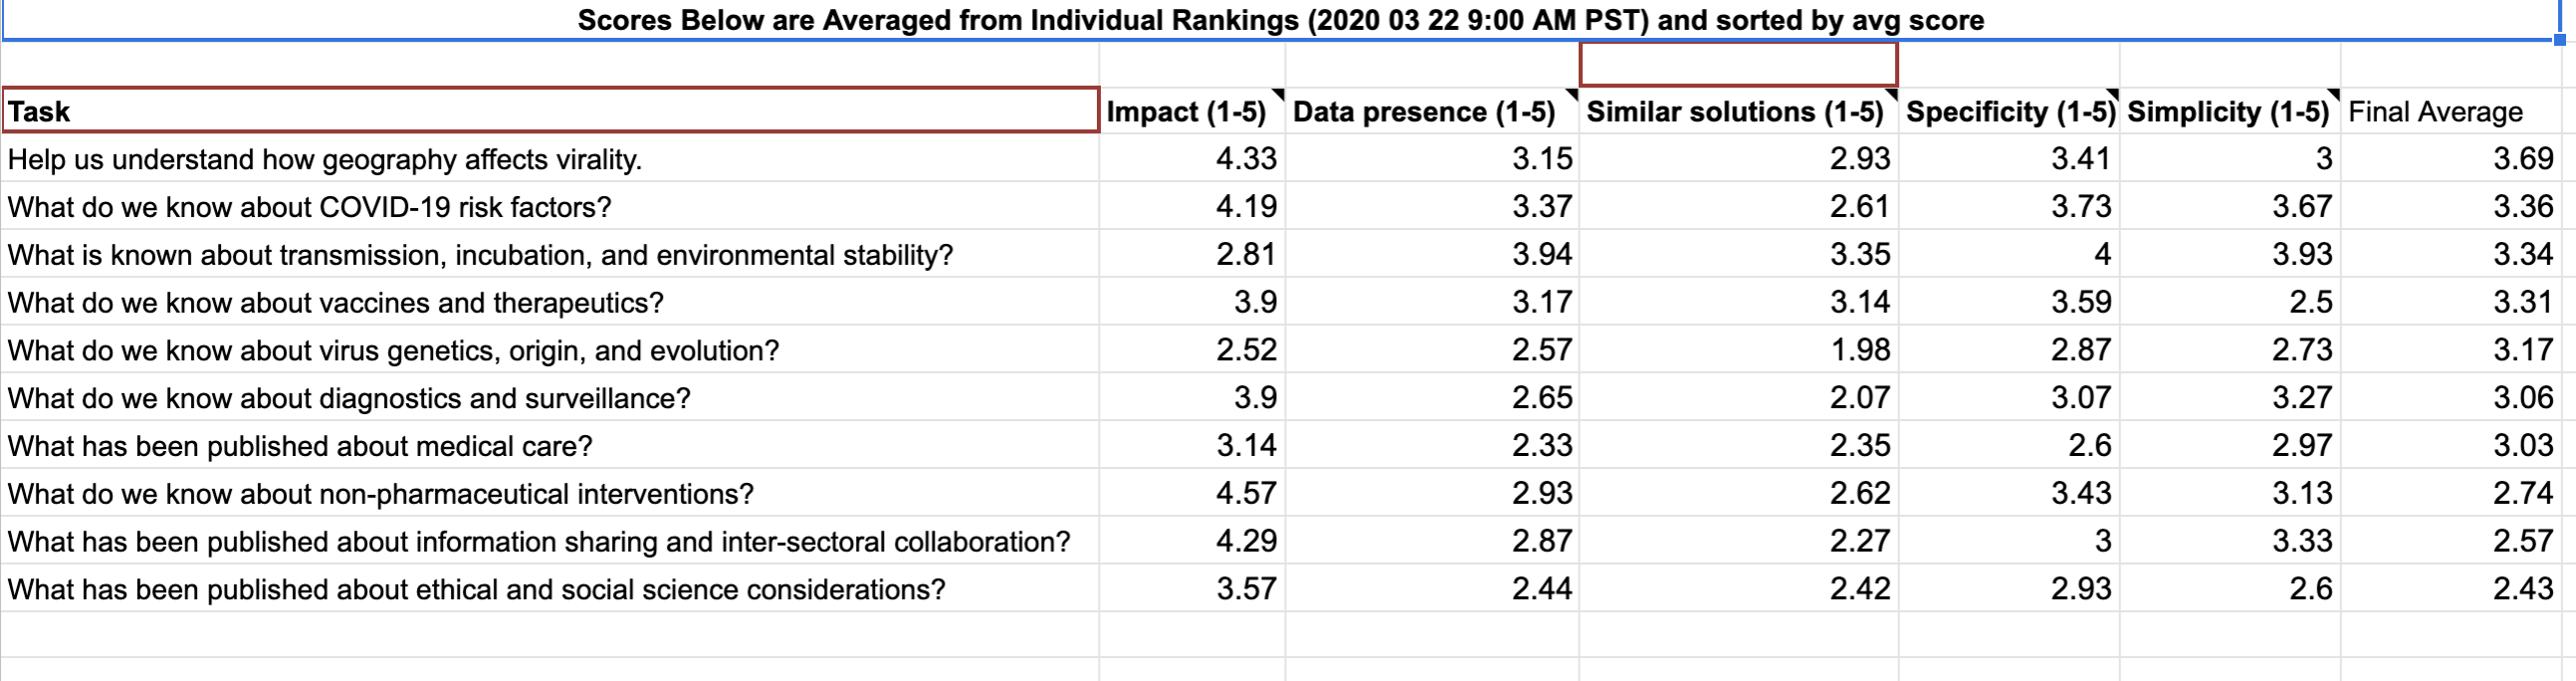 Scores Below are Averaged from Individual Rankings (2020 03 22 9:00 AM PST) and sorted by avg score
Task Impact (1-5) Data presence (1-5) Similar solutions (1-5) Specificity (1-5) Simplicity (1-5) Final Average
Help us understand how geography affects virality. 4.33 3.15 2.93 3.41 3 3.69
What do we know about COVID-19 risk factors? 4.19 3.37 2.61 3.73 3.67 3.36
What is known about transmission, incubation, and environmental stability? 2.81 3.94 3.35 4 3.93 3.34
What do we know about vaccines and therapeutics? 3.9 3.17 3.14 3.59 2.5 3.31
What do we know about virus genetics, origin, and evolution? 2.52 2.57 1.98 2.87 2.73 3.17
What do we know about diagnostics and surveillance? 3.9 2.65 2.07 3.07 3.27 3.06
What has been published about medical care? 3.14 2.33 2.35 2.6 2.97 3.03
What do we know about non-pharmaceutical interventions? 4.57 2.93 2.62 3.43 3.13 2.74
What has been published about information sharing and inter-sectoral collaboration? 4.29 2.87 2.27 3 3.33 2.57
What has been published about ethical and social science considerations? 3.57 2.44 2.42 2.93 2.6 2.43